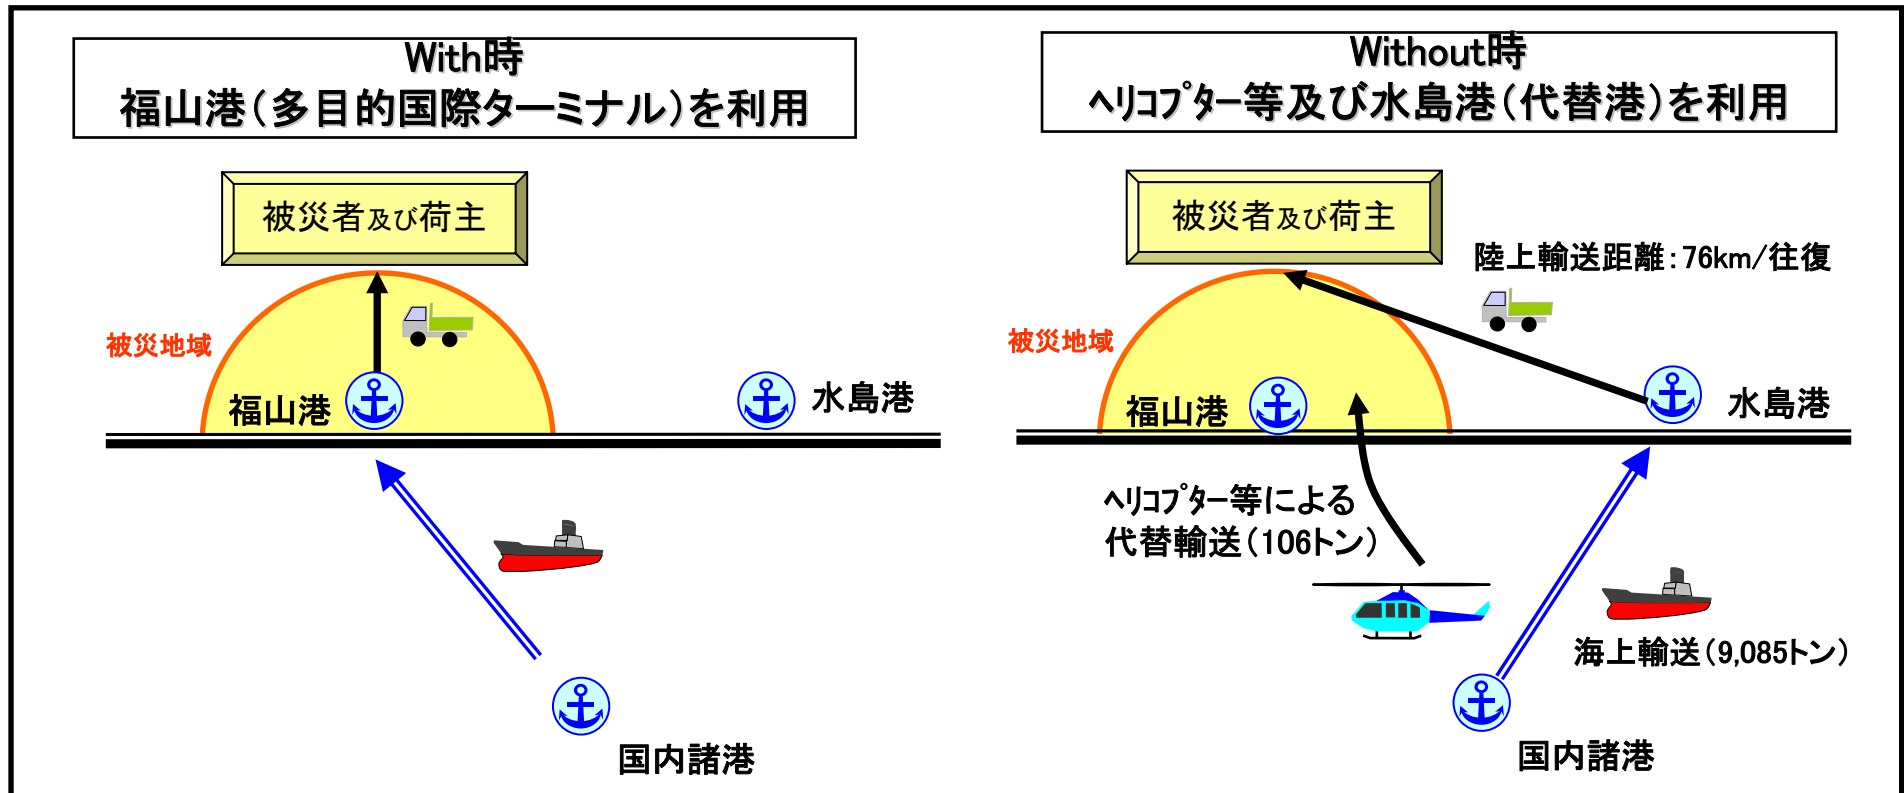 With時
福山港（多目的国際ターミナル）を利用
被災者及び荷主
被災地域
福山港
水島港
国内諸港
Without時
ﾍﾘｺﾌﾟﾀｰ等及び水島港（代替港）を利用
被災者及び荷主
陸上輸送距離：76km/往復
被災地域
福山港
水島港
ﾍﾘｺﾌﾟﾀｰ等による
代替輸送（106トン）
海上輸送（9,085トン）
国内諸港